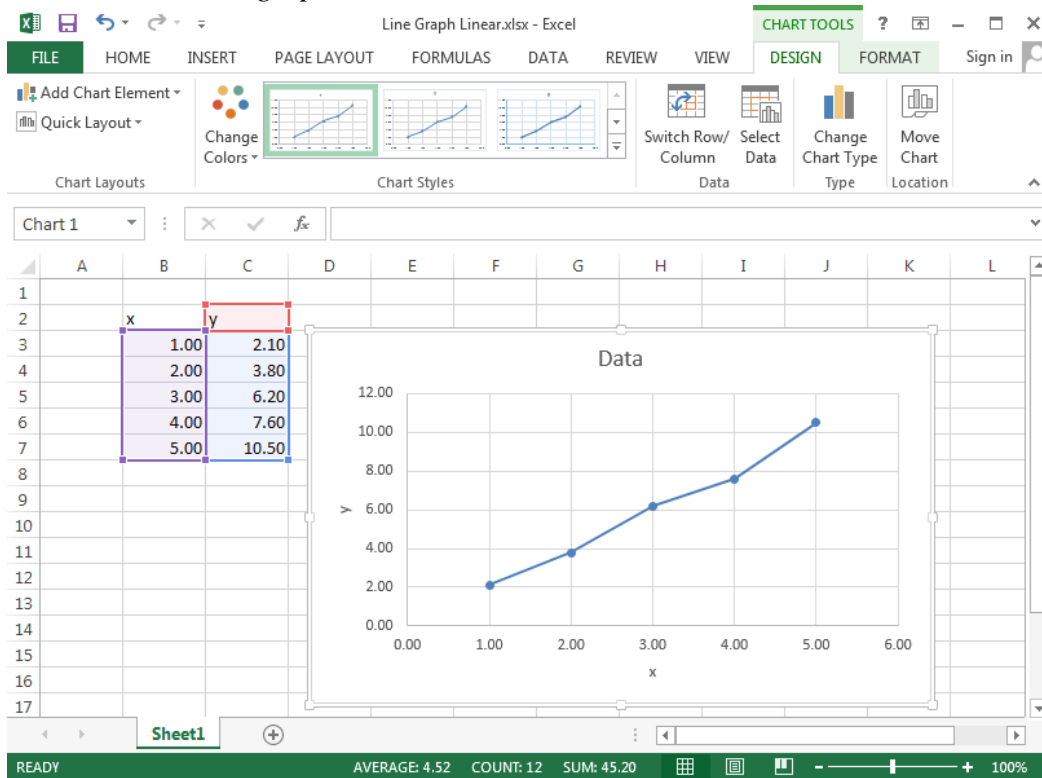 Line Graph Linear.xlsx - Excel
CHART TOOLS
?
FILE HOME INSERT PAGE LAYOUT FORMULAS DATA REVIEW VIEW DESIGN FORMAT Sign in
Add Chart Element
Quick Layout
Change Colors
Switch Row/ Column
Select Data
Change Chart Type
Move Chart
Chart Layouts Chart Styles Data Type Location
Chart 1 fx
A B C D E F G H I J K L
1
2 x y
3 1.00 2.10
4 2.00 3.80
5 3.00 6.20
6 4.00 7.60
7 5.00 10.50
8
9
10
11
12
13
14
15
16
17
Data
12.00
10.00
8.00
6.00
4.00
2.00
0.00
y
0.00 1.00 2.00 3.00 4.00 5.00 6.00
x
Sheet1
READY AVERAGE: 4.52 COUNT: 12 SUM: 45.20 - + 100%